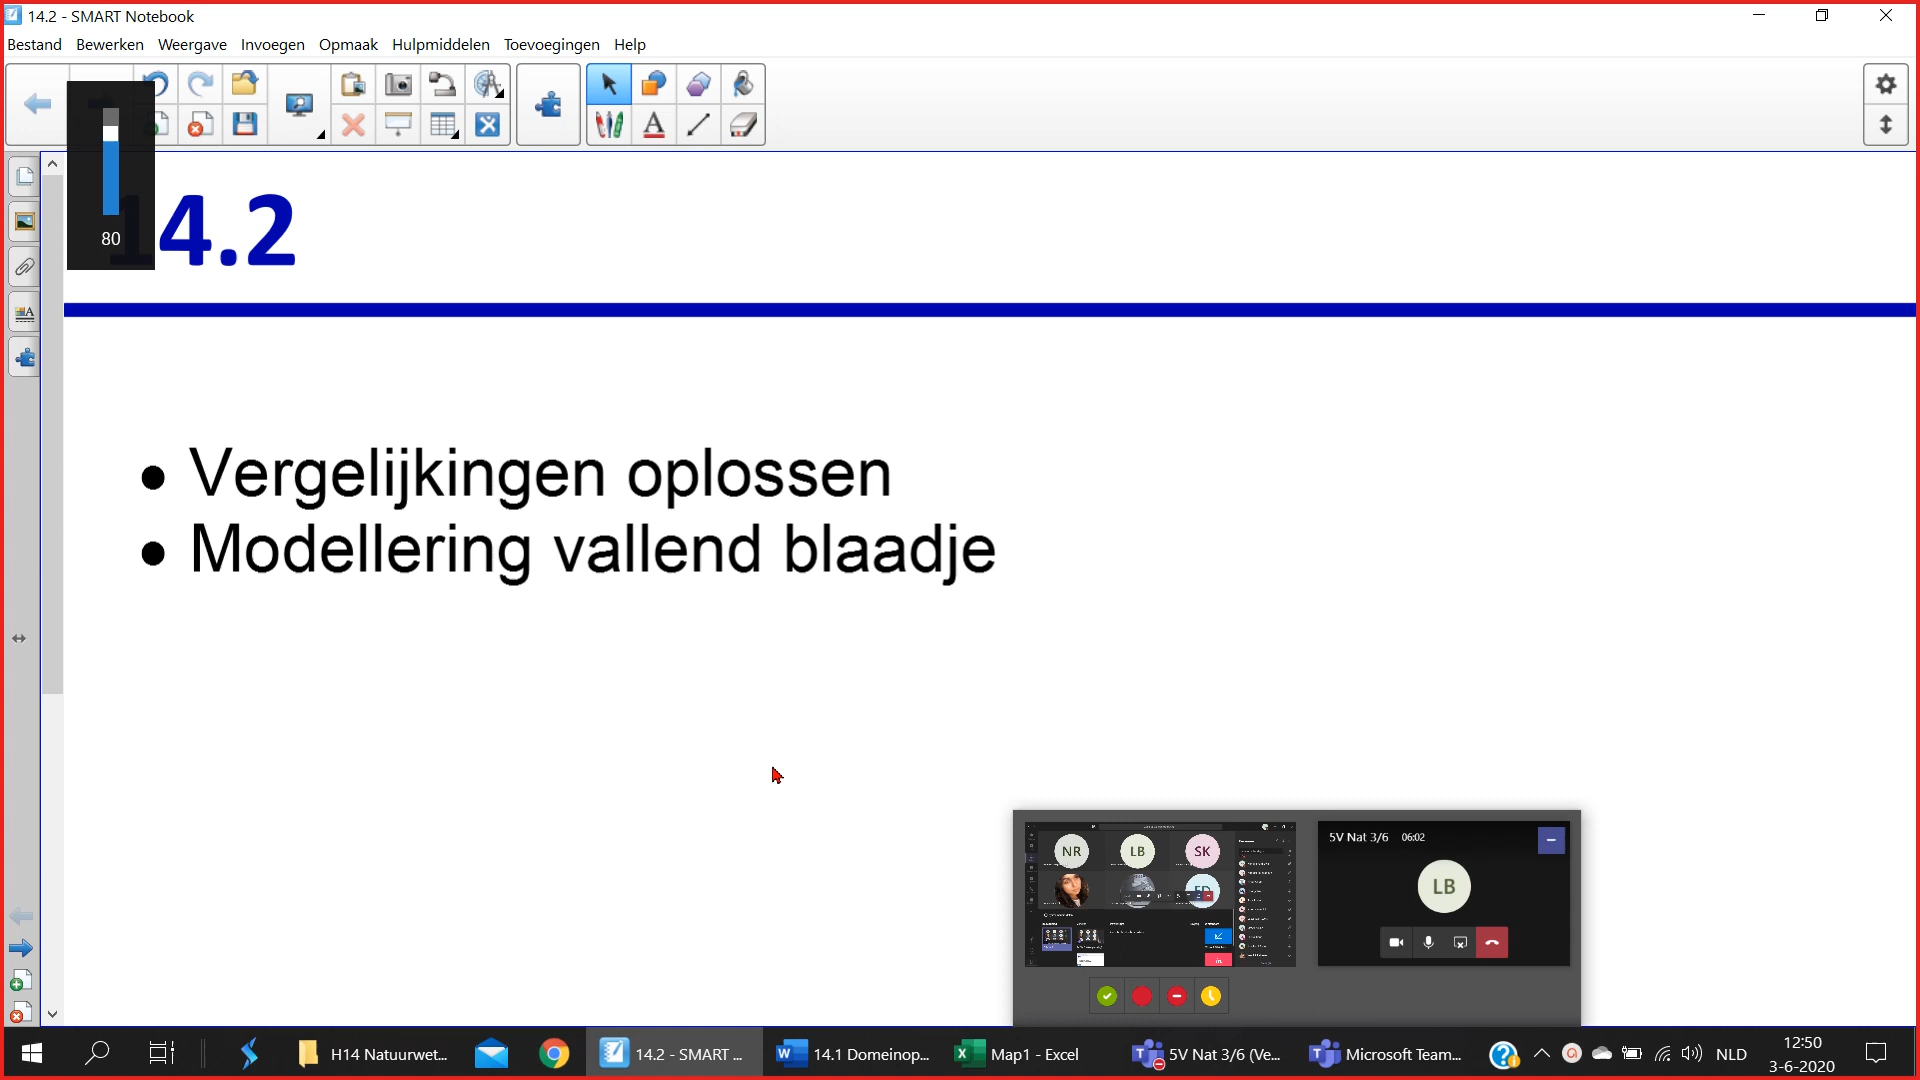 14.2 - SMART Notebook
Bestand Bewerken Weergave Invoegen Opmaak Hulpmiddelen Toevoegingen Help
80
14.2
• Vergelijkingen oplossen
• Modellering vallend blaadje
NR LB SK
ED
5V Nat 3/6 06:02
LB
H14 Natuurwet...
14.2 - SMART ...
14.1 Domeinop...
Map1 - Excel
5V Nat 3/6 (Ve...
Microsoft Team...
NLD
12:50
3-6-2020